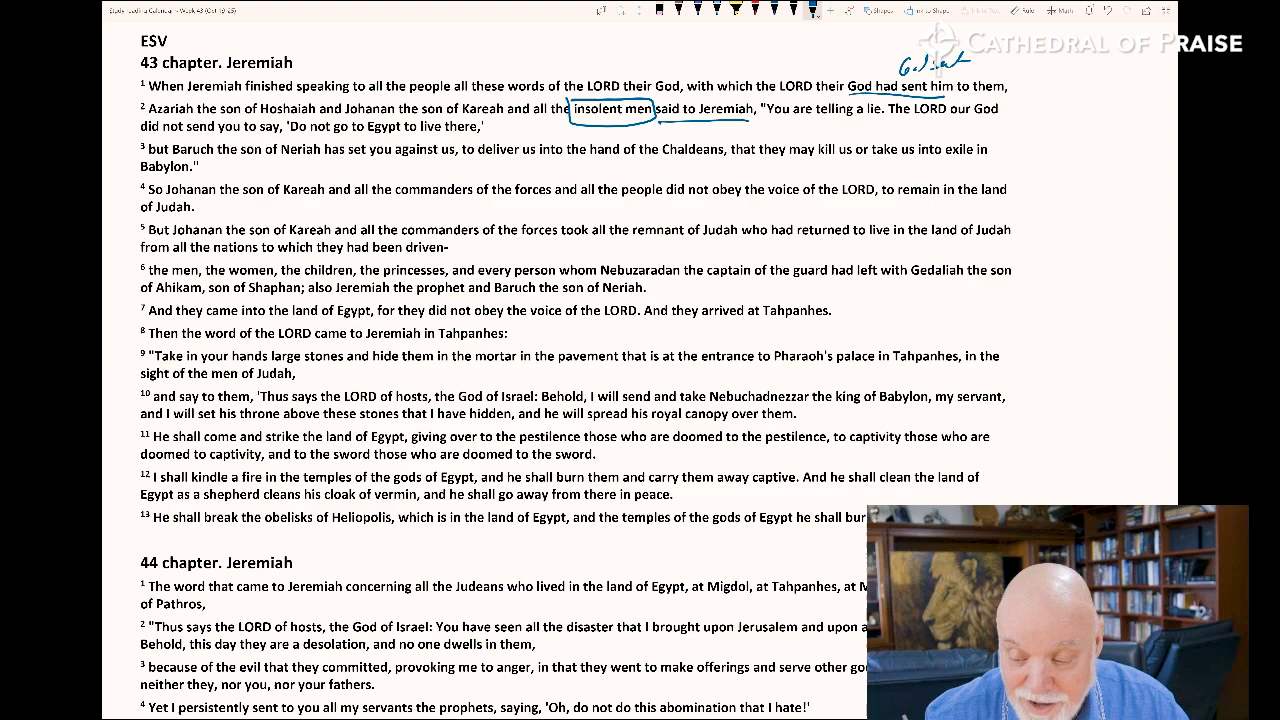 Study reading Calendar - Week 43 (Oct 19-25)
Shapes
Ink to Shape
Ink to Text
Rule
Math
CATHEDRAL OF PRAISE
ESV
43 chapter. Jeremiah
1 When Jeremiah finished speaking to all the people all these words of the LORD their God, with which the LORD their God had sent him to them,
2 Azariah the son of Hoshaiah and Johanan the son of Kareah and all the insolent men said to Jeremiah, "You are telling a lie. The LORD our God
did not send you to say, 'Do not go to Egypt to live there,'
3 but Baruch the son of Neriah has set you against us, to deliver us into the hand of the Chaldeans, that they may kill us or take us into exile in
Babylon."
4 So Johanan the son of Kareah and all the commanders of the forces and all the people did not obey the voice of the LORD, to remain in the land
of Judah.
5 But Johanan the son of Kareah and all the commanders of the forces took all the remnant of Judah who had returned to live in the land of Judah
from all the nations to which they had been driven-
6 the men, the women, the children, the princesses, and every person whom Nebuzaradan the captain of the guard had left with Gedaliah the son
of Ahikam, son of Shaphan; also Jeremiah the prophet and Baruch the son of Neriah.
7 And they came into the land of Egypt, for they did not obey the voice of the LORD. And they arrived at Tahpanhes.
8 Then the word of the LORD came to Jeremiah in Tahpanhes:
9 "Take in your hands large stones and hide them in the mortar in the pavement that is at the entrance to Pharaoh's palace in Tahpanhes, in the
sight of the men of Judah,
10 and say to them, 'Thus says the LORD of hosts, the God of Israel: Behold, I will send and take Nebuchadnezzar the king of Babylon, my servant,
and I will set his throne above these stones that I have hidden, and he will spread his royal canopy over them.
11 He shall come and strike the land of Egypt, giving over to the pestilence those who are doomed to the pestilence, to captivity those who are
doomed to captivity, and to the sword those who are doomed to the sword.
12 I shall kindle a fire in the temples of the gods of Egypt, and he shall burn them and carry them away captive. And he shall clean the land of
Egypt as a shepherd cleans his cloak of vermin, and he shall go away from there in peace.
13 He shall break the obelisks of Heliopolis, which is in the land of Egypt, and the temples of the gods of Egypt he shall bur
44 chapter. Jeremiah
1 The word that came to Jeremiah concerning all the Judeans who lived in the land of Egypt, at Migdol, at Tahpanhes, at M
of Pathros,
2 "Thus says the LORD of hosts, the God of Israel: You have seen all the disaster that I brought upon Jerusalem and upon a
Behold, this day they are a desolation, and no one dwells in them,
3 because of the evil that they committed, provoking me to anger, in that they went to make offerings and serve other go
neither they, nor you, nor your fathers.
4 Yet I persistently sent to you all my servants the prophets, saying, 'Oh, do not do this abomination that I hate!'